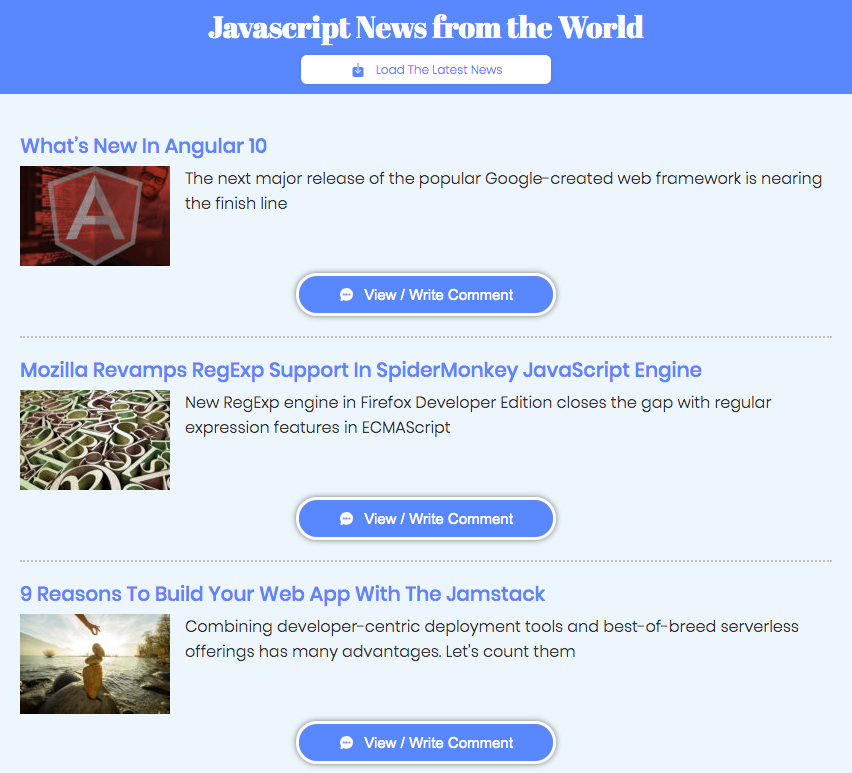 Javascript News from the World
Load The Latest News
What's New In Angular 10
A
The next major release of the popular Google-created web framework is nearing
the finish line
View / Write Comment
Mozilla Revamps RegExp Support In SpiderMonkey JavaScript Engine
New RegExp engine in Firefox Developer Edition closes the gap with regular
expression features in ECMAScript
View / Write Comment
9 Reasons To Build Your Web App With The Jamstack
Combining developer-centric deployment tools and best-of-breed serverless
offerings has many advantages. Let's count them
View / Write Comment